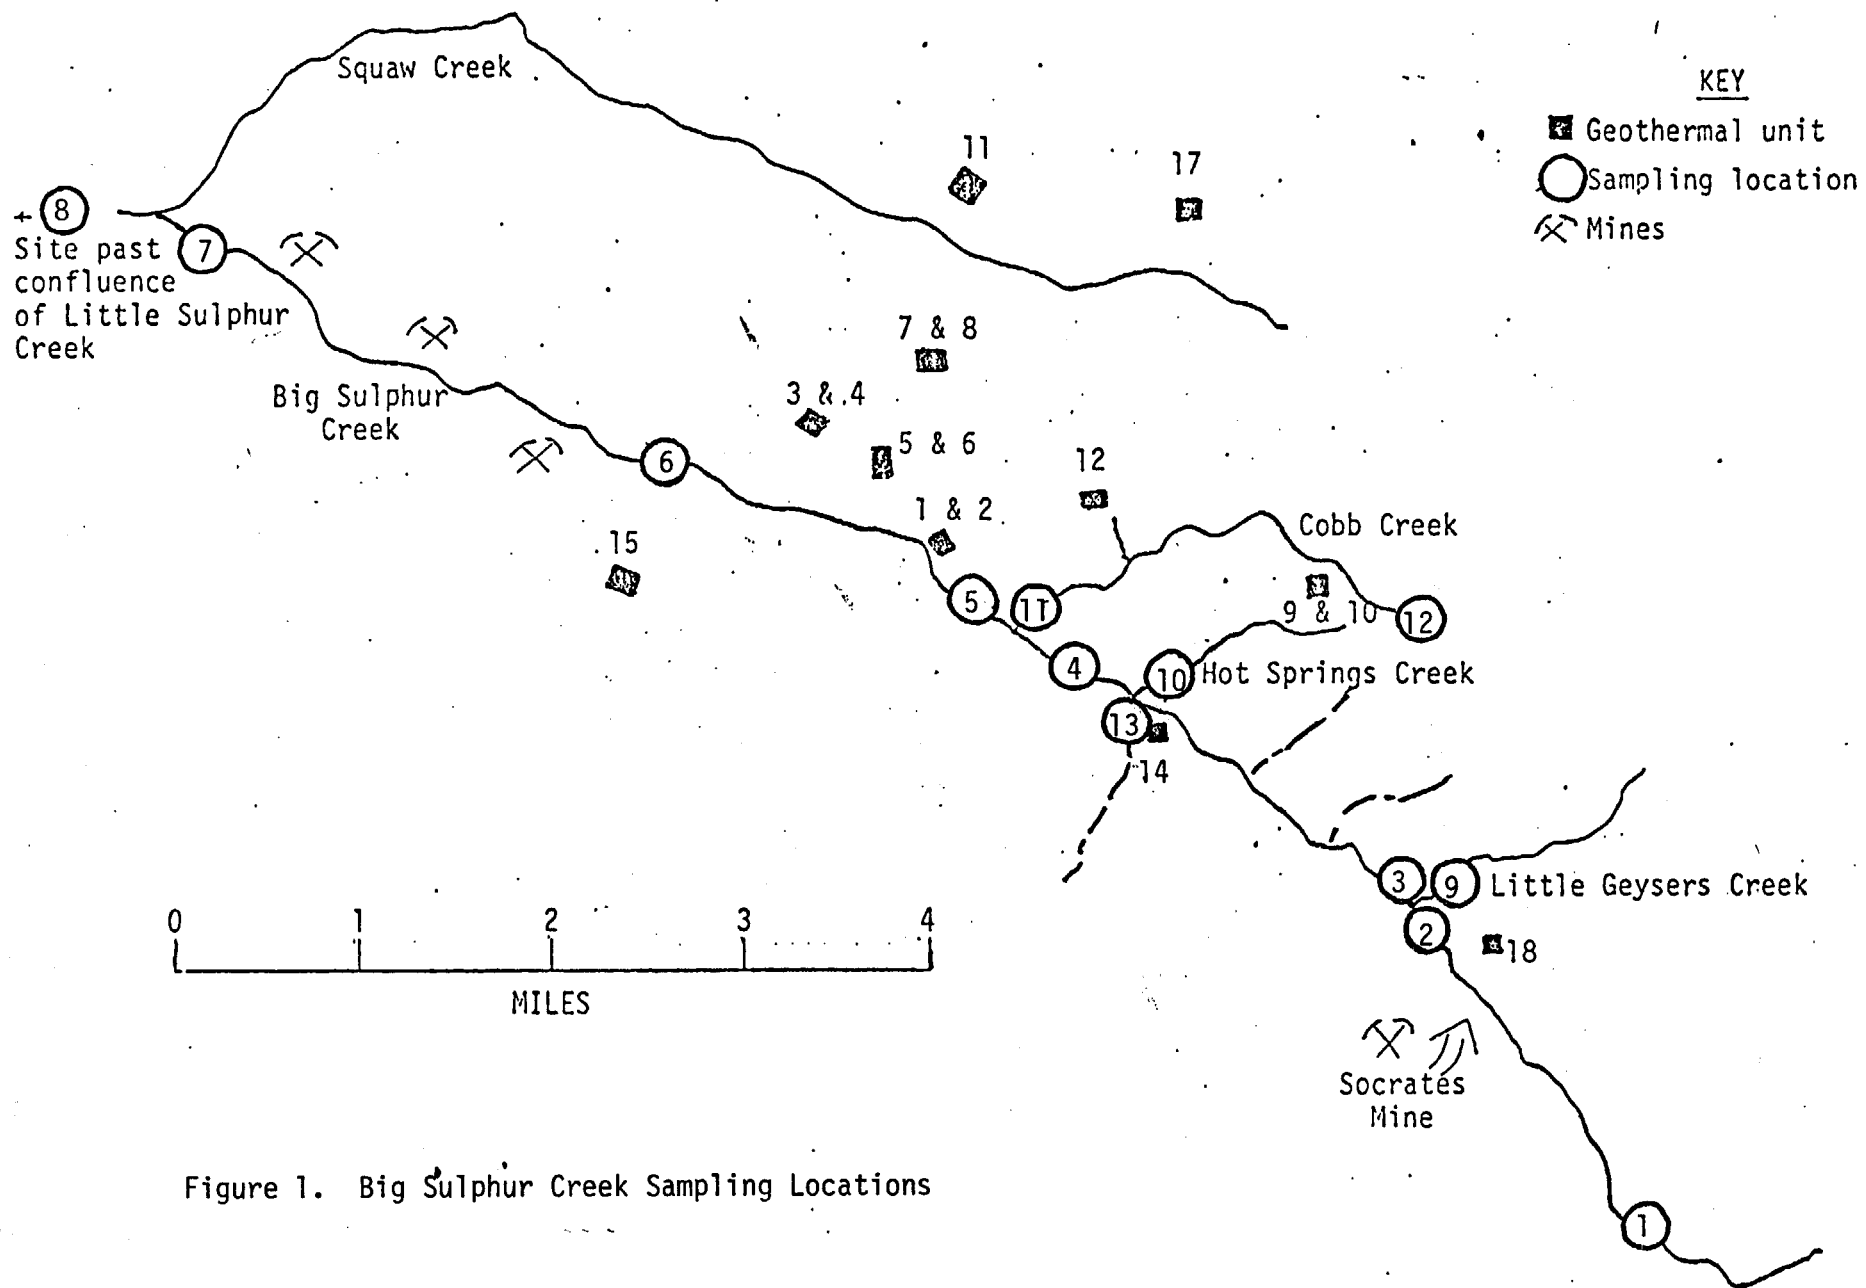 Squaw Creek
KEY
Geothermal unit
Sampling location
Mines
11
17
8
Site past
confluence
of Little Sulphur
Creek
7
7 & 8
3 & 4
Big Sulphur
Creek
5 & 6
6
12
1 & 2
15
Cobb Creek
5
11
9 & 10
12
4
10
Hot Springs Creek
13
14
3
9
Little Geysers Creek
2
18
0 1 2 3 4
MILES
Socrates
Mine
Figure 1. Big Sulphur Creek Sampling Locations
1